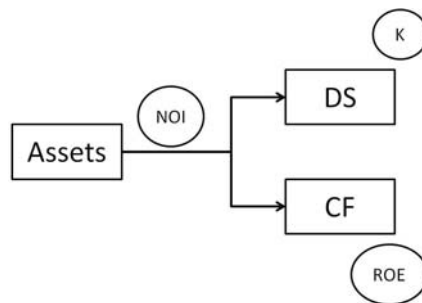 K
DS
NOI
Assets
CF
ROE